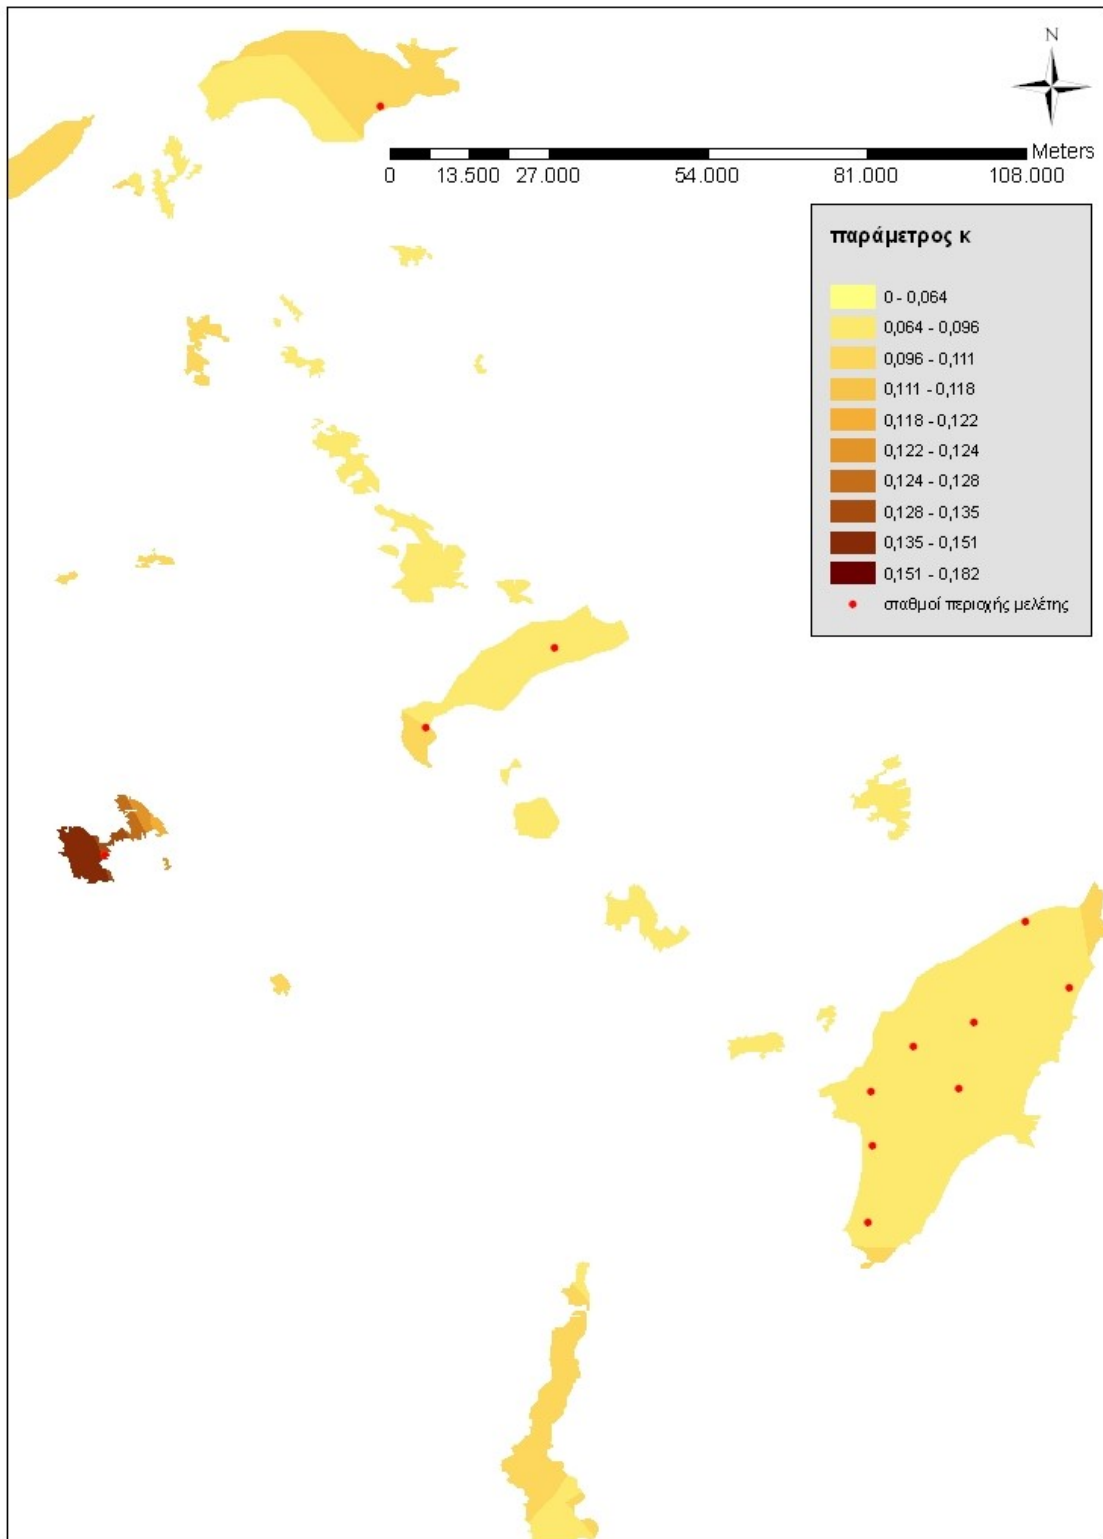 N
Meters
0 13.500 27.000 54.000 81.000 108.000
παράμετρος κ
0 - 0,064
0,064 - 0,096
0,096 - 0,111
0,111 - 0,118
0,118 - 0,122
0,122 - 0,124
0,124 - 0,128
0,128 - 0,135
0,135 - 0,151
0,151 - 0,182
σταθμοί περιοχής μελέτης